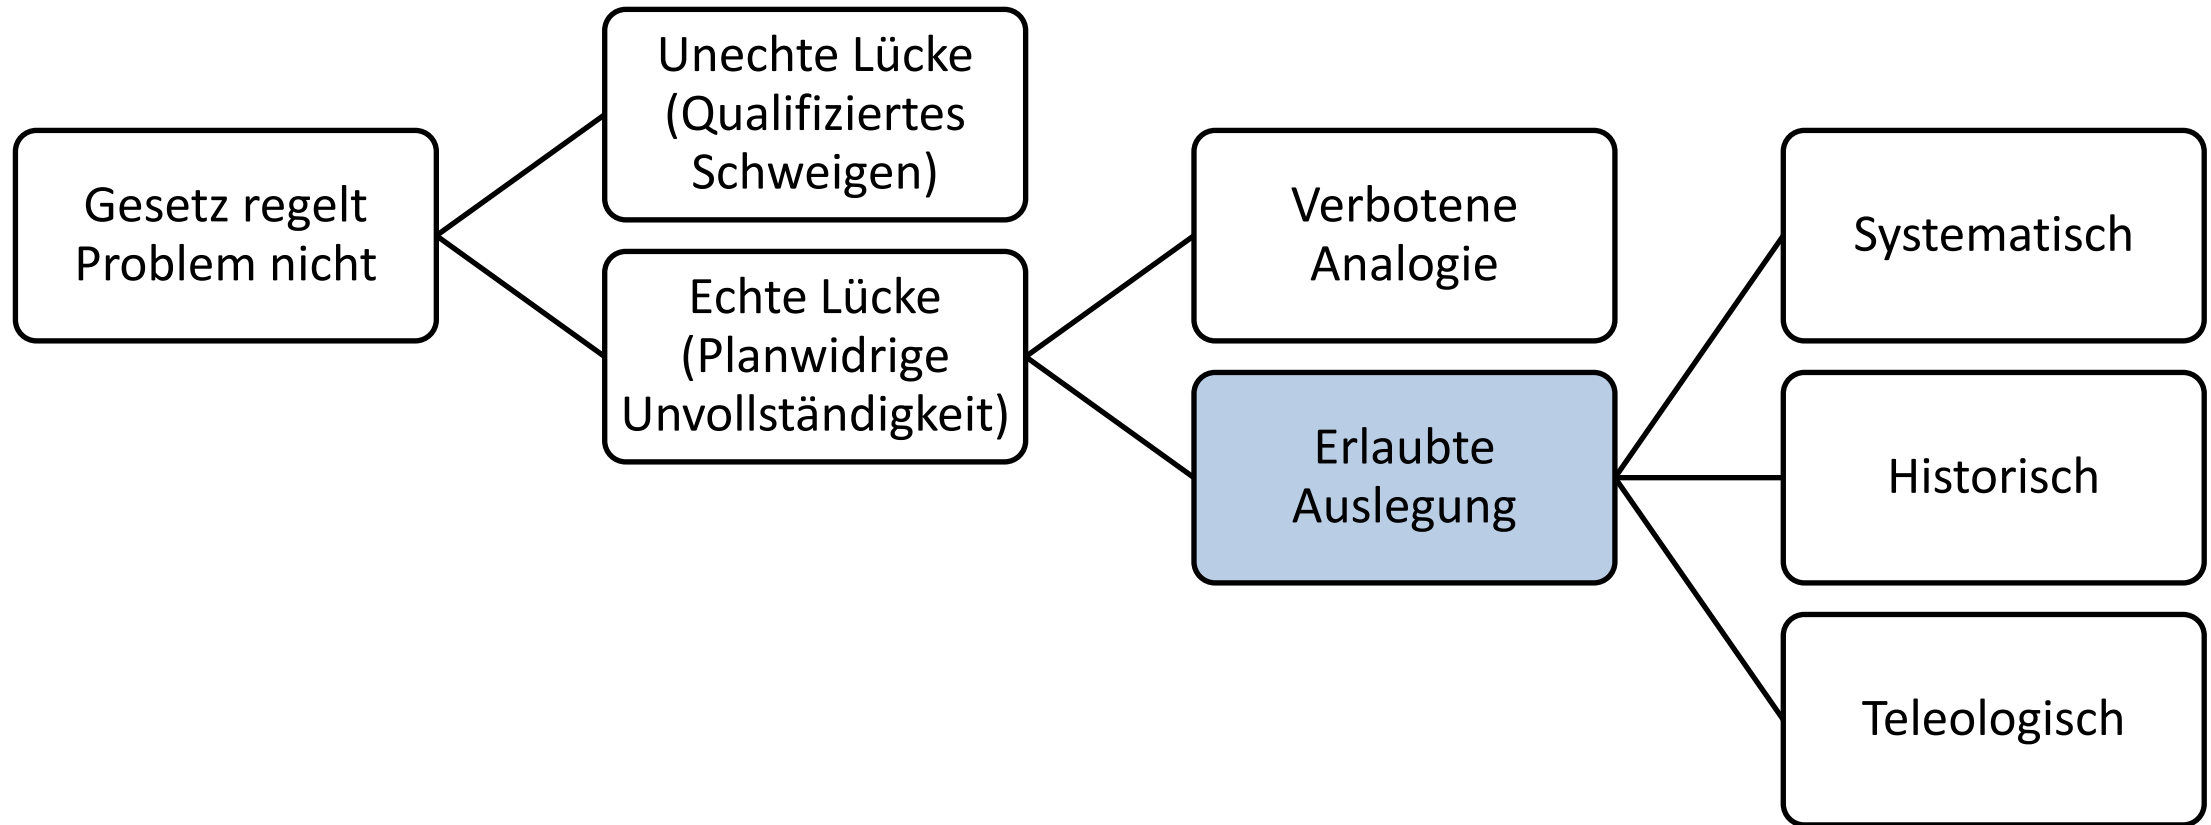 Gesetz regelt
Problem nicht
Unechte Lücke
(Qualifiziertes
Schweigen)
Echte Lücke
(Planwidrige
Unvollständigkeit)
Verbotene
Analogie
Erlaubte
Auslegung
Systematisch
Historisch
Teleologisch